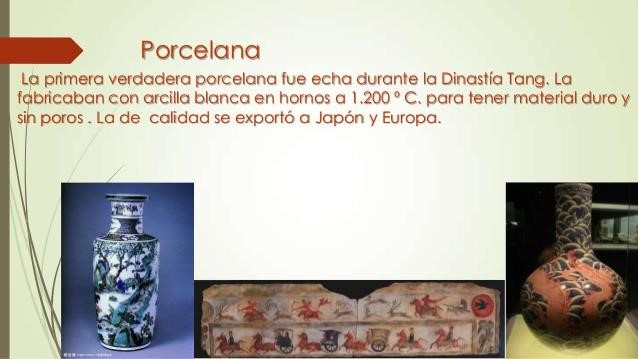 Porcelana
La primera verdadera porcelana fue echa durante la Dinastía Tang. La
fabricaban con arcilla blanca en hornos a 1.200 º C. para tener material duro y
sin poros . La de calidad se exportó a Japón y Europa.